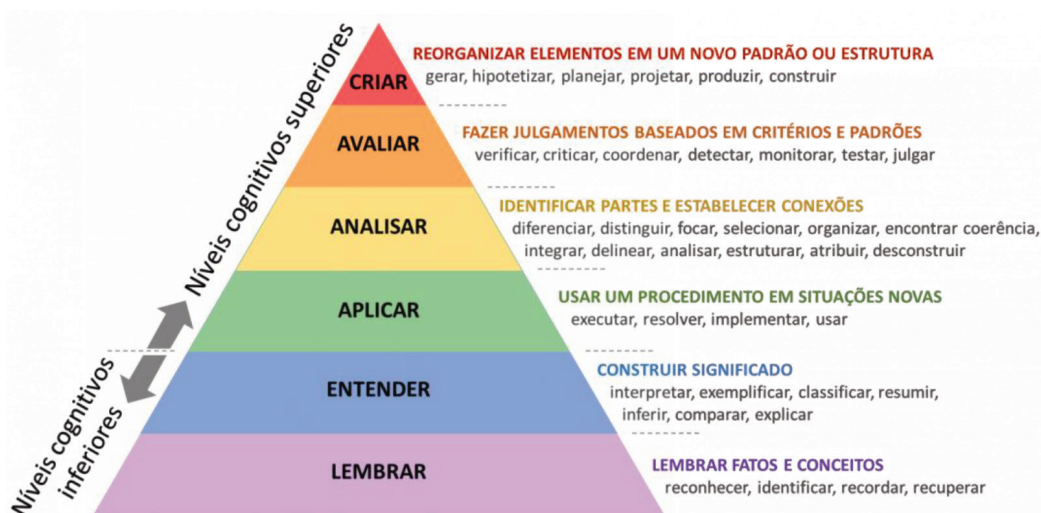 Níveis cognitivos superiores
Níveis cognitivos
inferiores
CRIAR
REORGANIZAR ELEMENTOS EM UM NOVO PADRÃO OU ESTRUTURA
gerar, hipotetizar, planejar, projetar, produzir, construir
AVALIAR
FAZER JULGAMENTOS BASEADOS EM CRITÉRIOS E PADRÕES
verificar, criticar, coordenar, detectar, monitorar, testar, julgar
ANALISAR
IDENTIFICAR PARTES E ESTABELECER CONEXÕES
diferenciar, distinguir, focar, selecionar, organizar, encontrar coerência,
integrar, delinear, analisar, estruturar, atribuir, desconstruir
APLICAR
USAR UM PROCEDIMENTO EM SITUAÇÕES NOVAS
executar, resolver, implementar, usar
ENTENDER
CONSTRUIR SIGNIFICADO
interpretar, exemplificar, classificar, resumir,
inferir, comparar, explicar
LEMBRAR
LEMBRAR FATOS E CONCEITOS
reconhecer, identificar, recordar, recuperar